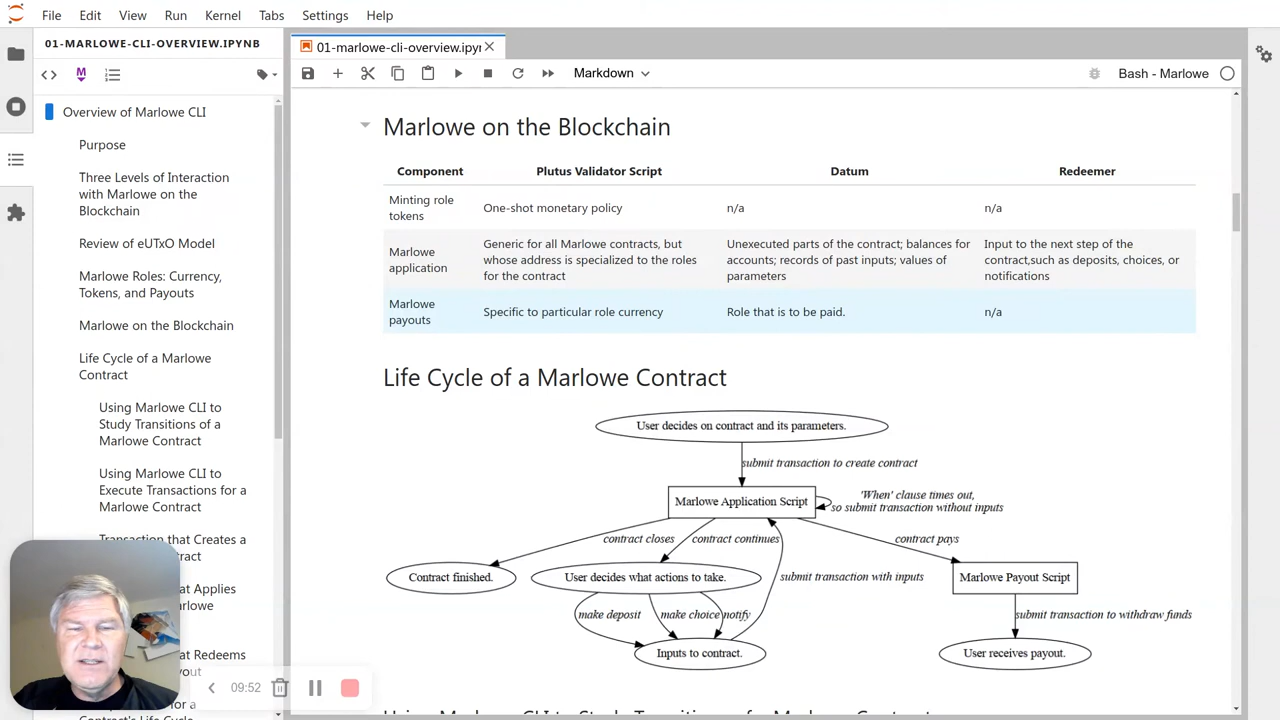 File Edit View Run Kernel Tabs Settings Help
01-MARLOWE-CLI-OVERVIEW.IPYNB
01-marlowe-cli-overview.ipyn
Markdown
Bash - Marlowe
Overview of Marlowe CLI
Purpose
Three Levels of Interaction
with Marlowe on the
Blockchain
Review of eUTxO Model
Marlowe Roles: Currency,
Tokens, and Payouts
Marlowe on the Blockchain
Life Cycle of a Marlowe
Contract
Using Marlowe CLI to
Study Transitions of a
Marlowe Contract
Using Marlowe CLI to
Execute Transactions for a
Marlowe Contract
Transaction that Creates a
tract
t Applies
arlowe
at Redeems
yout
for a
Contract's Life Cycle
Marlowe on the Blockchain
Component Plutus Validator Script Datum Redeemer
Minting role
tokens
One-shot monetary policy
n/a
n/a
Marlowe
application
Generic for all Marlowe contracts, but
whose address is specialized to the roles
for the contract
Unexecuted parts of the contract; balances for
accounts; records of past inputs; values of
parameters
Input to the next step of the
contract,such as deposits, choices, or
notifications
Marlowe
payouts
Specific to particular role currency
Role that is to be paid.
n/a
Life Cycle of a Marlowe Contract
User decides on contract and its parameters.
submit transaction to create contract
Marlowe Application Script
'When' clause times out,
so submit transaction without inputs
contract closes
contract continues
contract pays
Contract finished.
User decides what actions to take.
submit transaction with inputs
Marlowe Payout Script
make deposit
make choice
notify
submit transaction to withdraw funds
Inputs to contract.
User receives payout.
09:52